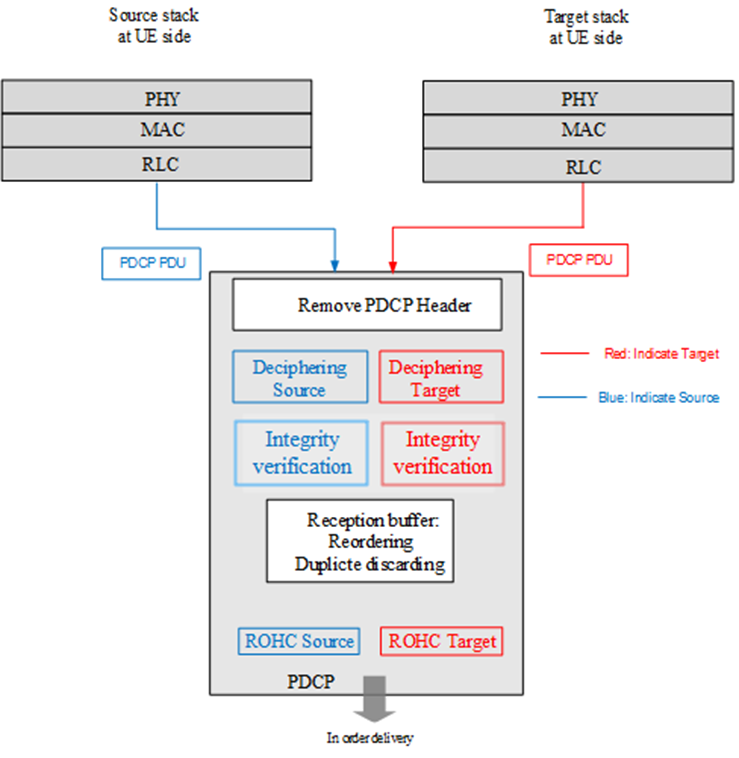 Source stack
at UE side
Target stack
at UE side
PHY
MAC
RLC
PHY
MAC
RLC
PDCP PDU
PDCP PDU
Remove PDCP Header
Deciphering
Source
Deciphering
Target
Red: Indicate Target
Blue: Indicate Source
Integrity
verification
Integrity
verification
Reception buffer:
Reordering
Duplicte discarding
ROHC Source
ROHC Target
PDCP
In order delivery